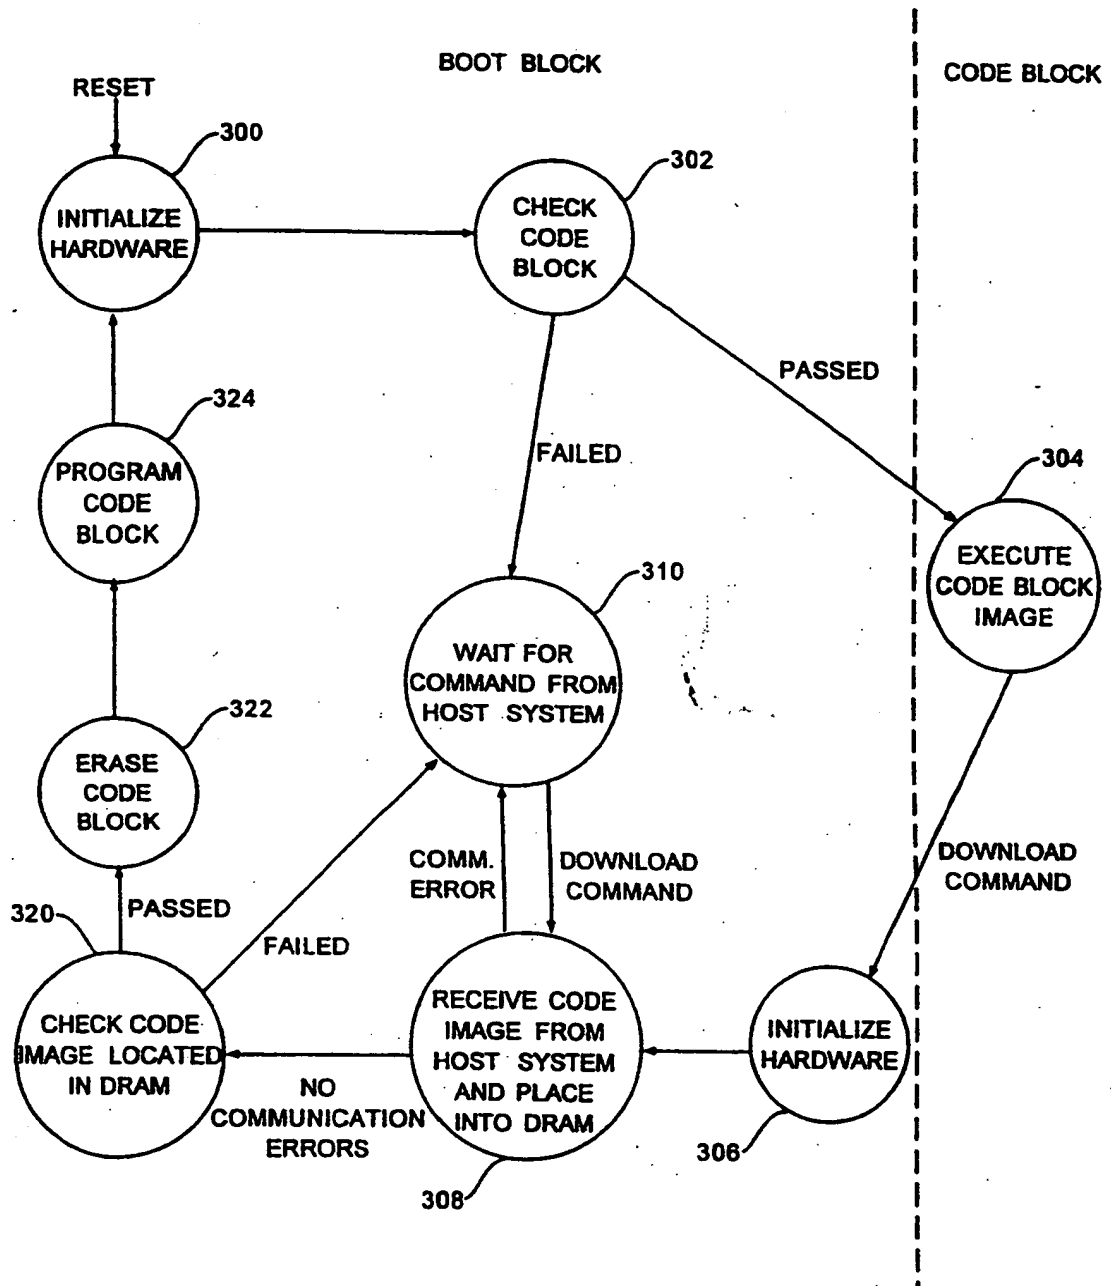 BOOT BLOCK
CODE BLOCK
RESET
300
INITIALIZE
HARDWARE
302
CHECK
CODE
BLOCK
PASSED
FAILED
324
PROGRAM
CODE
BLOCK
304
EXECUTE
CODE BLOCK
IMAGE
310
WAIT FOR
COMMAND FROM
HOST SYSTEM
322
ERASE
CODE
BLOCK
COMM.
ERROR
DOWNLOAD
COMMAND
DOWNLOAD
COMMAND
320
PASSED
FAILED
CHECK CODE
IMAGE LOCATED
IN DRAM
RECEIVE CODE
IMAGE FROM
HOST SYSTEM
AND PLACE
INTO DRAM
INITIALIZE
HARDWARE
NO
COMMUNICATION
ERRORS
306
308